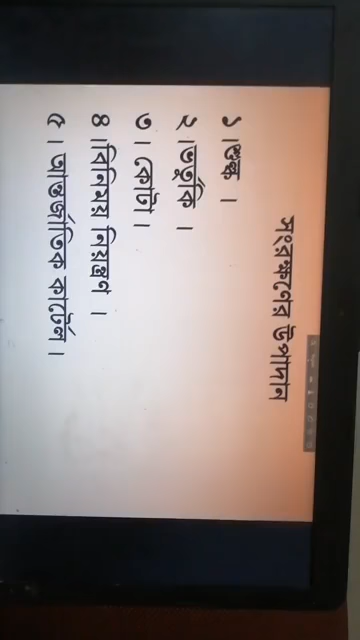 সংরক্ষণের উপাদান
১। শুল্ক ।
২। ভর্তুকি ।
৩। কোটা ।
৪। বিনিময় নিয়ন্ত্রণ ।
৫। আন্তর্জাতিক কার্টেল ।